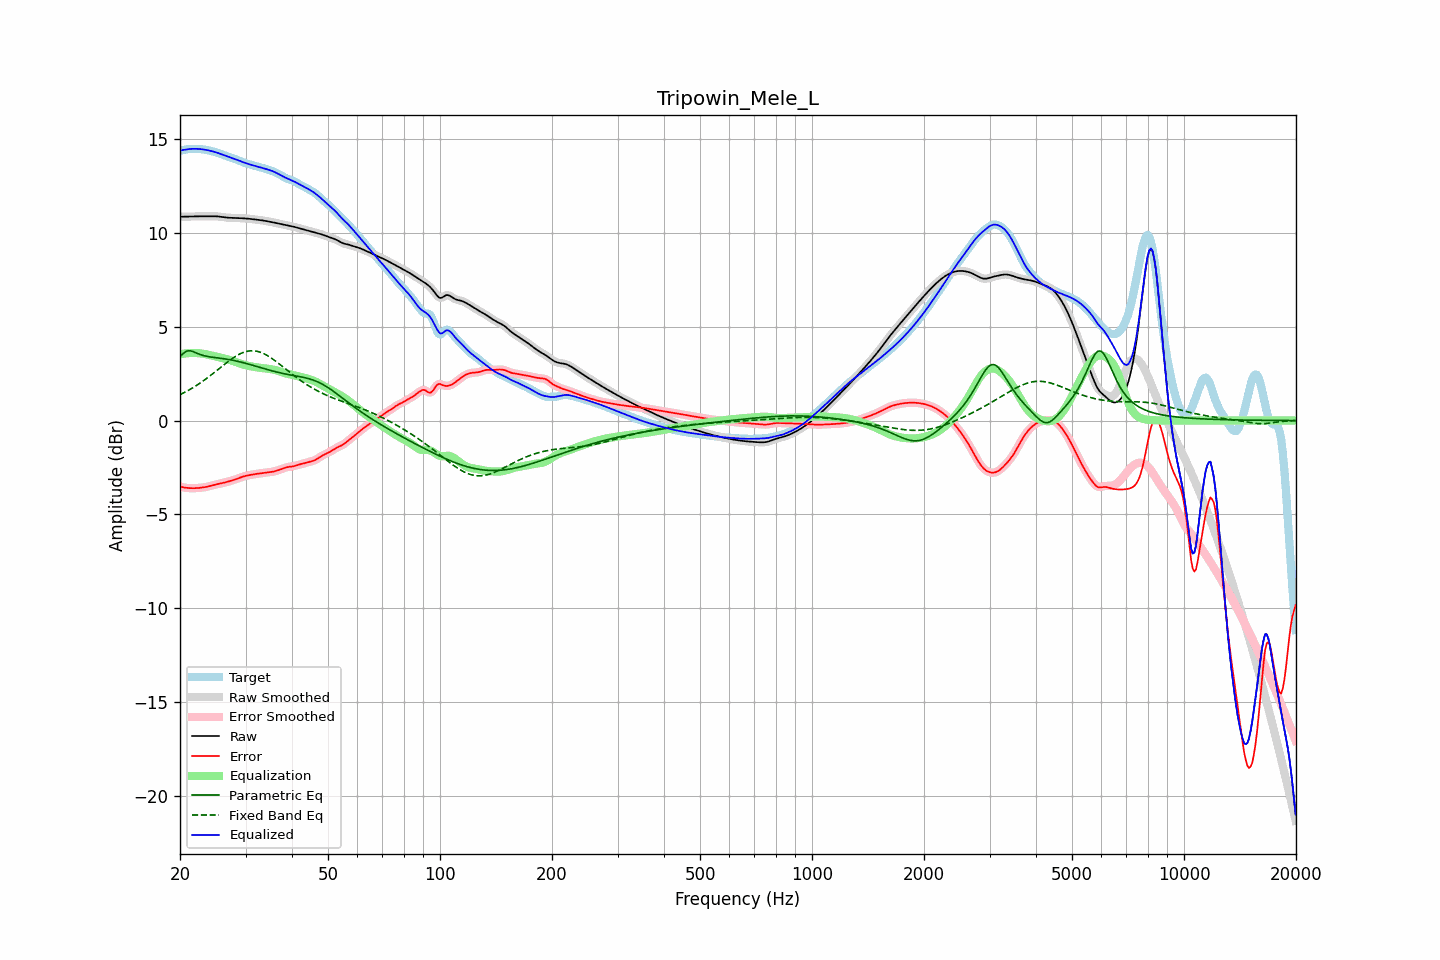 Tripowin_Mele_L
15
10
5
0
−5
−10
−15
−20
Amplitude (dBr)
Target
Raw Smoothed
Error Smoothed
Raw
Error
Equalization
Parametric Eq
Fixed Band Eq
Equalized
20 50 100 200 500 1000 2000 5000 10000 20000
Frequency (Hz)